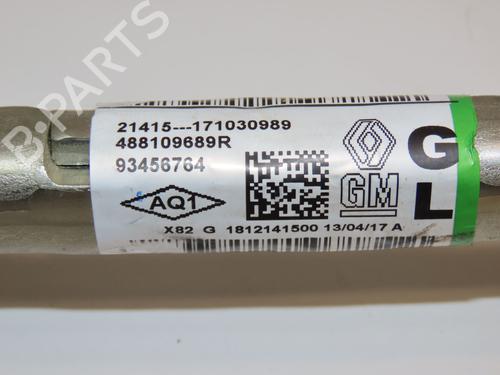 B-PARTS
21415---171030989
488109689R
93456764
GM
G
L
AQ1
X82 G 1812141500 13/04/17 A